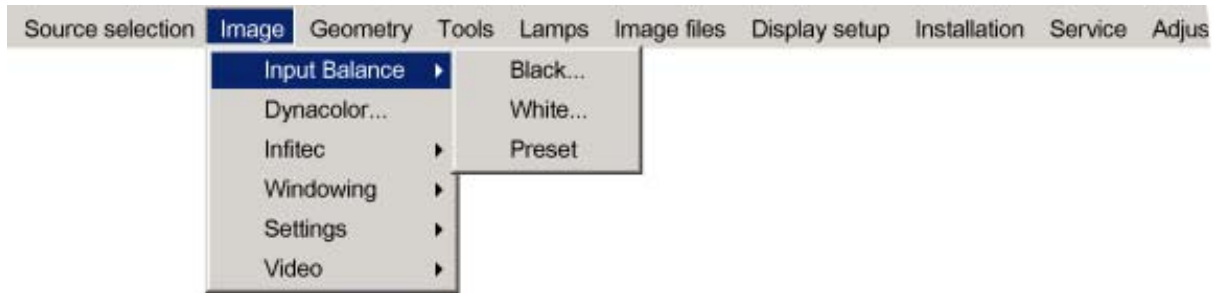 Source selection Image Geometry Tools Lamps Image files Display setup Installation Service Adjus
Input Balance Black...
Dynacolor... White...
Infitec Preset
Windowing
Settings
Video